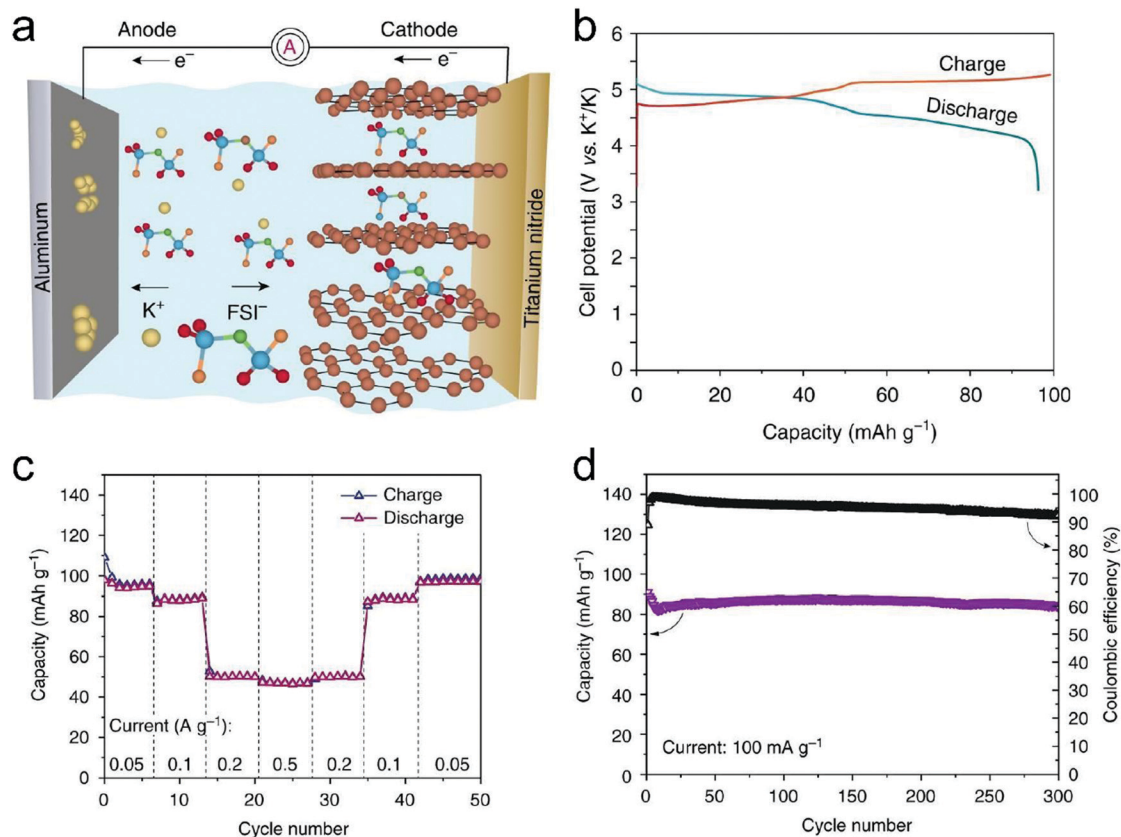 a
Anode
Cathode
A
← e⁻
← e⁻
Aluminum
Titanium nitride
K⁺
FSI⁻
b
Cell potential (V vs. K⁺/K)
6
5
4
3
2
1
0
Charge
Discharge
0 20 40 60 80 100
Capacity (mAh g⁻¹)
c
Capacity (mAh g⁻¹)
140
120
100
80
60
40
20
0
Charge
Discharge
Current (A g⁻¹):
0.05 0.1 0.2 0.5 0.2 0.1 0.05
0 10 20 30 40 50
Cycle number
d
Capacity (mAh g⁻¹)
140
120
100
80
60
40
20
0
Current: 100 mA g⁻¹
100
90
80
70
60
50
40
30
20
10
0
Coulombic efficiency (%)
0 50 100 150 200 250 300
Cycle number